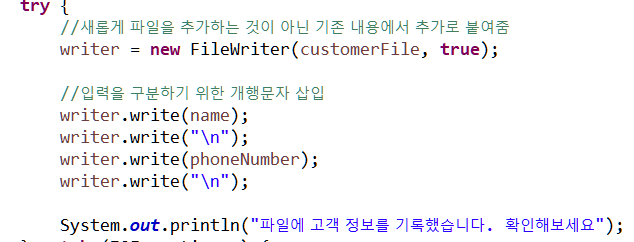 try {
//새롭게 파일을 추가하는 것이 아닌 기존 내용에서 추가로 붙여줌
writer = new FileWriter(customerFile, true);
//입력을 구분하기 위한 개행문자 삽입
writer.write(name);
writer.write("\n");
writer.write(phoneNumber);
writer.write("\n");
System.out.println("파일에 고객 정보를 기록했습니다. 확인해보세요");